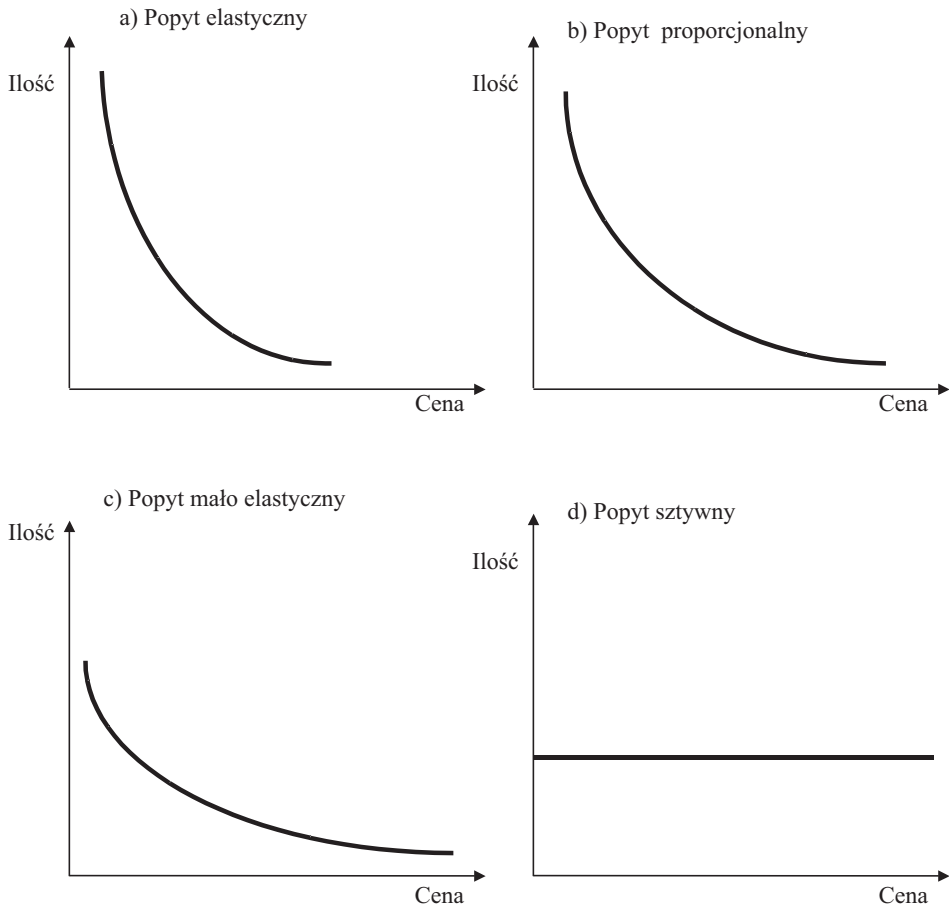 a) Popyt elastyczny
Ilość
Cena
b) Popyt proporcjonalny
Ilość
Cena
c) Popyt mało elastyczny
Ilość
Cena
d) Popyt sztywny
Ilość
Cena